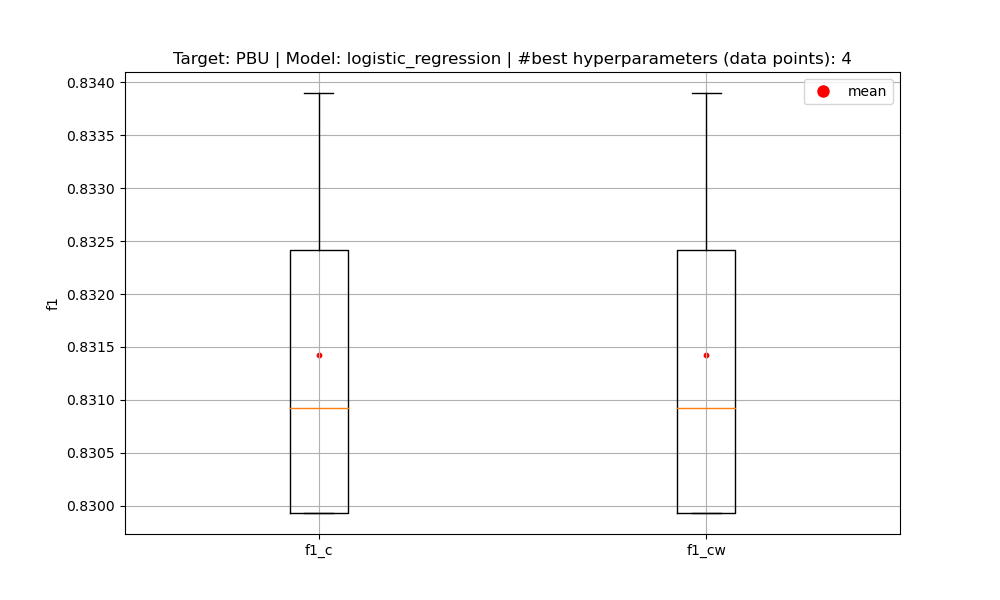 Target: PBU | Model: logistic_regression | #best hyperparameters (data points): 4
mean
f1
0.8340
0.8335
0.8330
0.8325
0.8320
0.8315
0.8310
0.8305
0.8300
f1_c
f1_cw